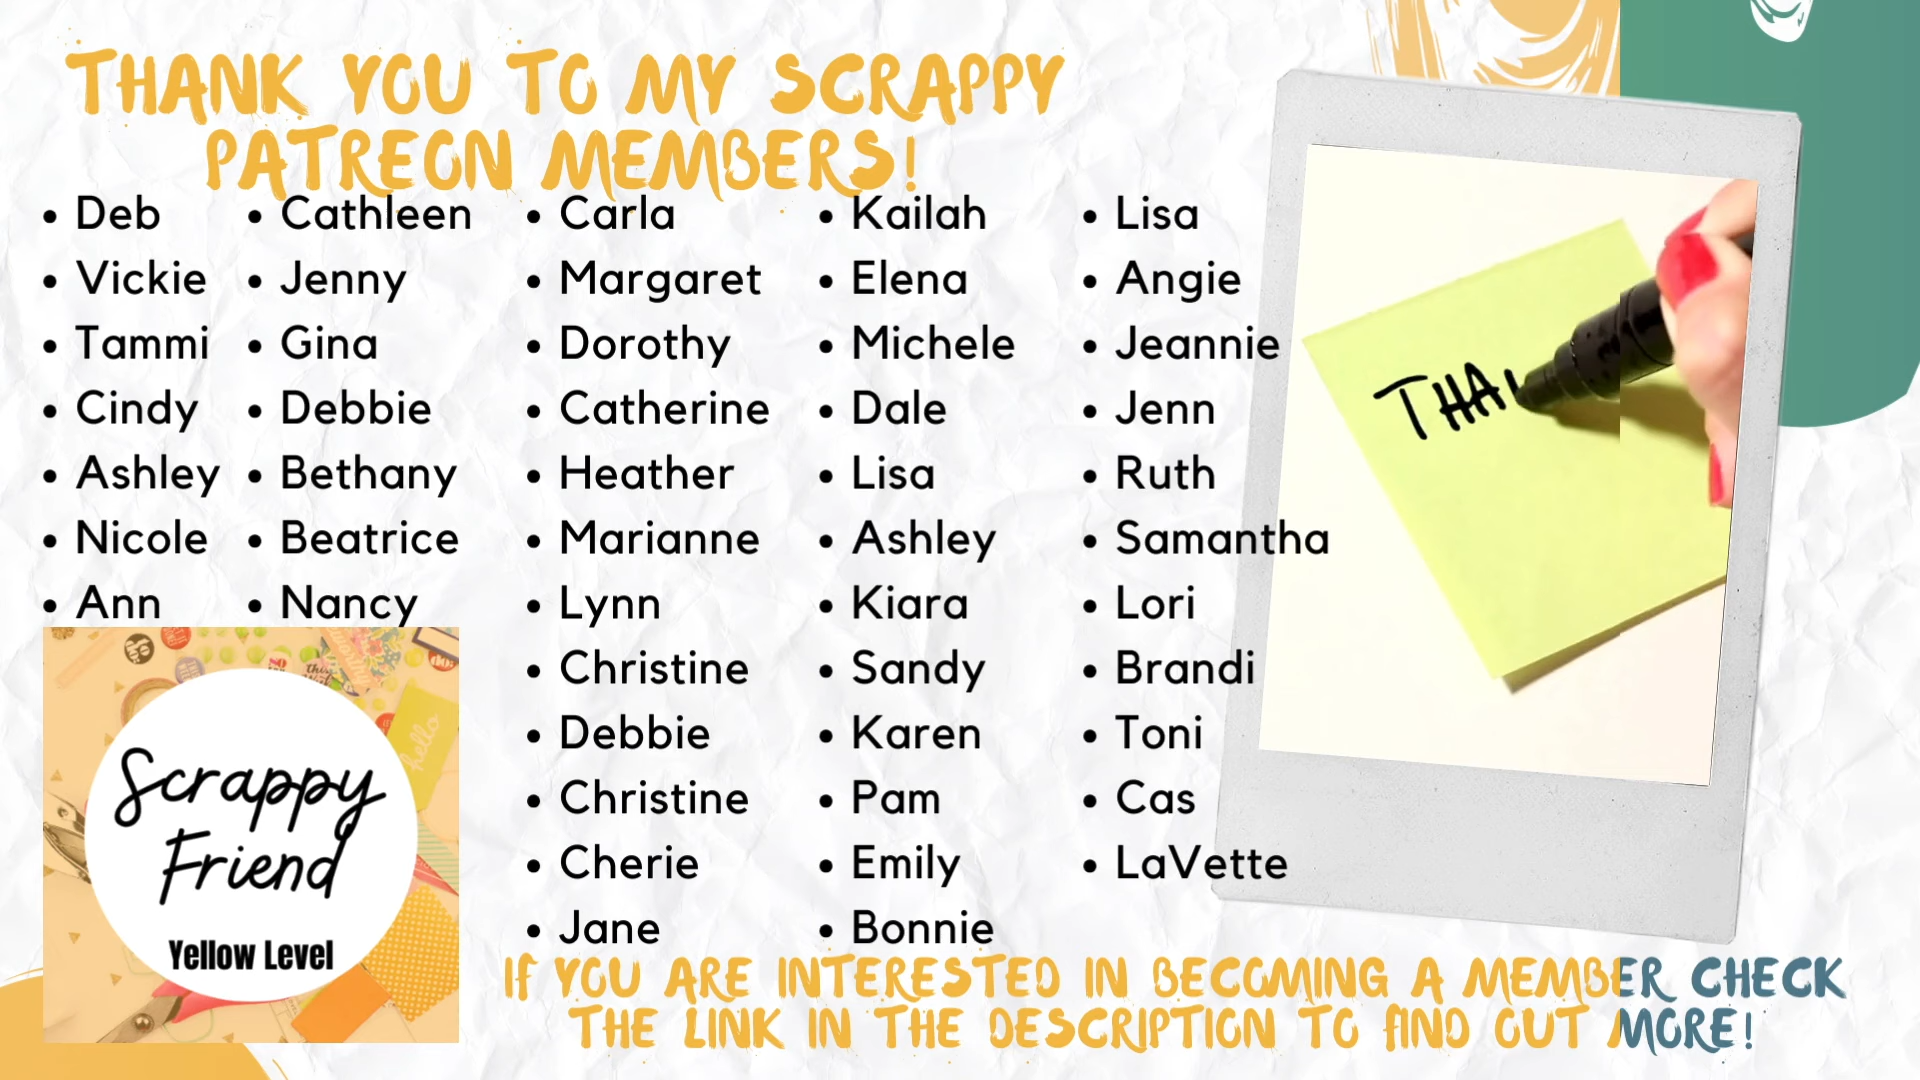 THANK YOU TO MY SCRAPPY
PATREON MEMBERS!
• Deb
• Vickie
• Tammi
• Cindy
• Ashley
• Nicole
• Ann
• Cathleen
• Jenny
• Gina
• Debbie
• Bethany
• Beatrice
• Nancy
• Carla
• Margaret
• Dorothy
• Catherine
• Heather
• Marianne
• Lynn
• Christine
• Debbie
• Christine
• Cherie
• Jane
• Kailah
• Elena
• Michele
• Dale
• Lisa
• Ashley
• Kiara
• Sandy
• Karen
• Pam
• Emily
• Bonnie
• Lisa
• Angie
• Jeannie
• Jenn
• Ruth
• Samantha
• Lori
• Brandi
• Toni
• Cas
• LaVette
THA
hello
Scrappy
Friend
Yellow Level
IF YOU ARE INTERESTED IN BECOMING A MEMBER CHECK
THE LINK IN THE DESCRIPTION TO FIND OUT MORE!